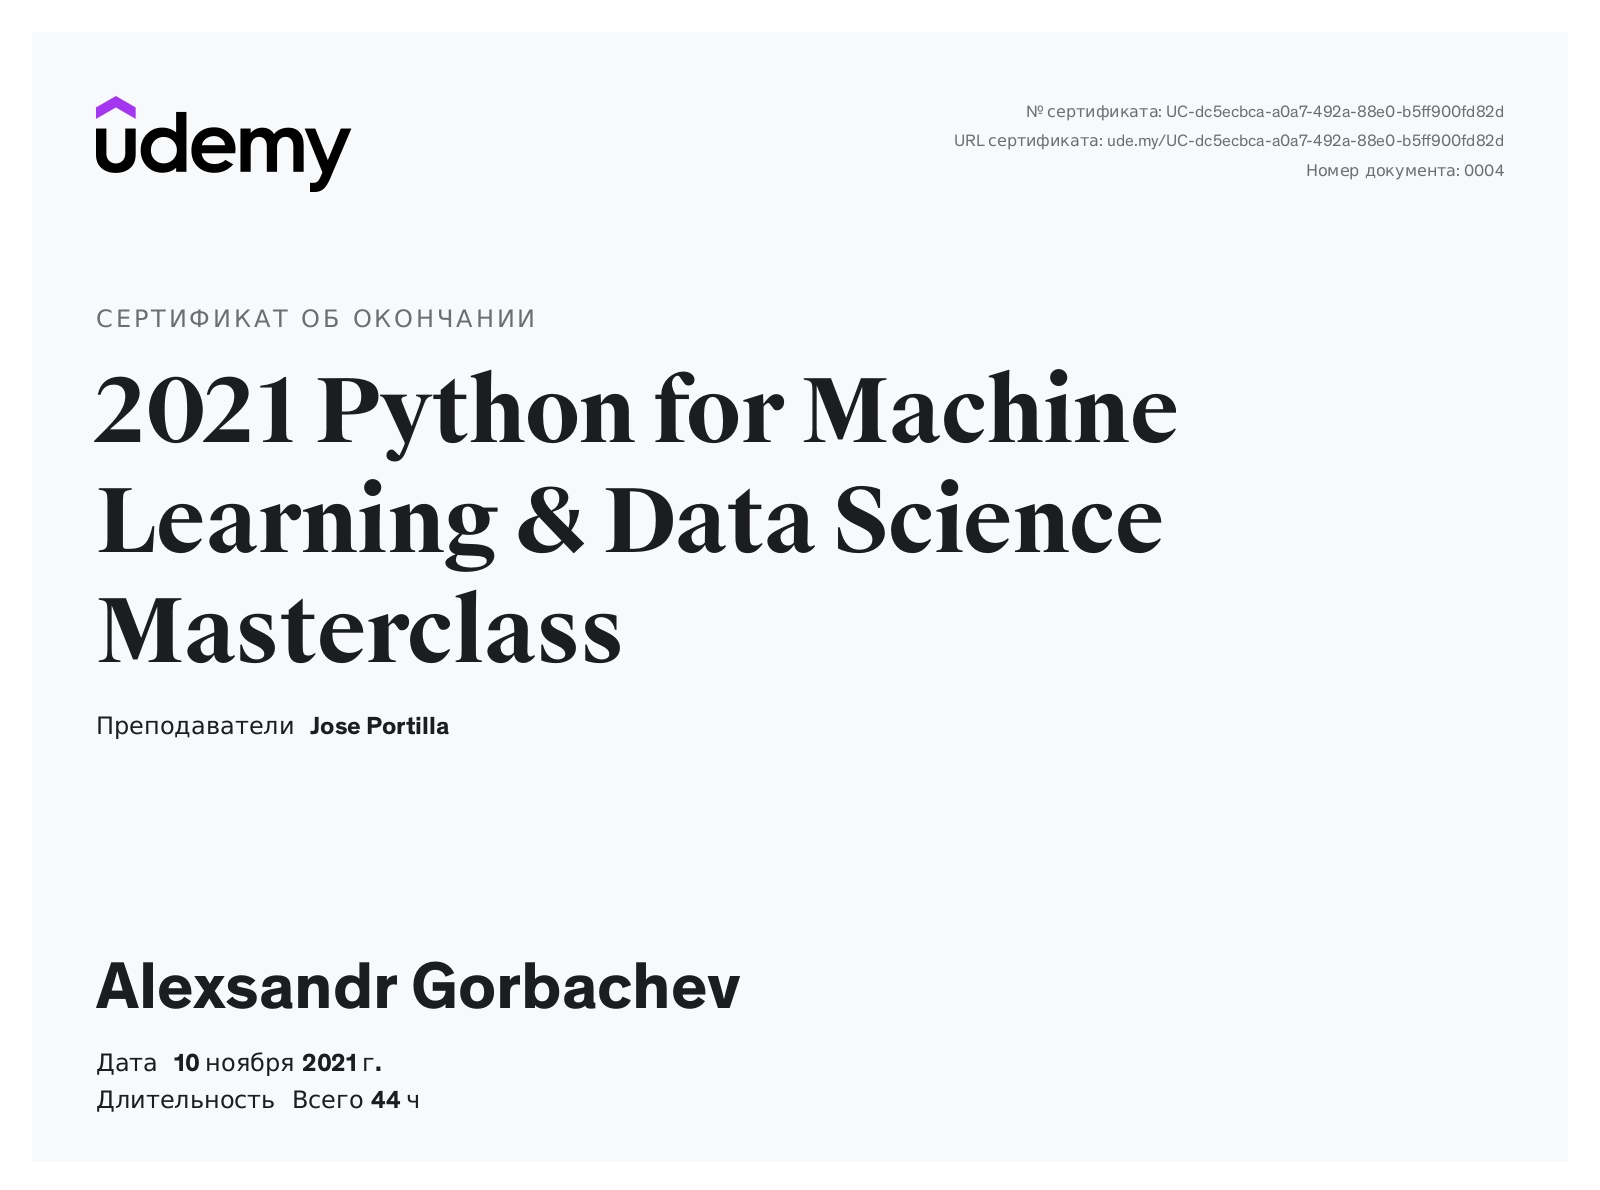 udemy
№ сертификата: UC-dc5ecbca-a0a7-492a-88e0-b5ff900fd82d
URL сертификата: ude.my/UC-dc5ecbca-a0a7-492a-88e0-b5ff900fd82d
Номер документа: 0004
СЕРТИФИКАТ ОБ ОКОНЧАНИИ
2021 Python for Machine
Learning & Data Science
Masterclass
Преподаватели Jose Portilla
Alexsandr Gorbachev
Дата 10 ноября 2021 г.
Длительность Всего 44 ч